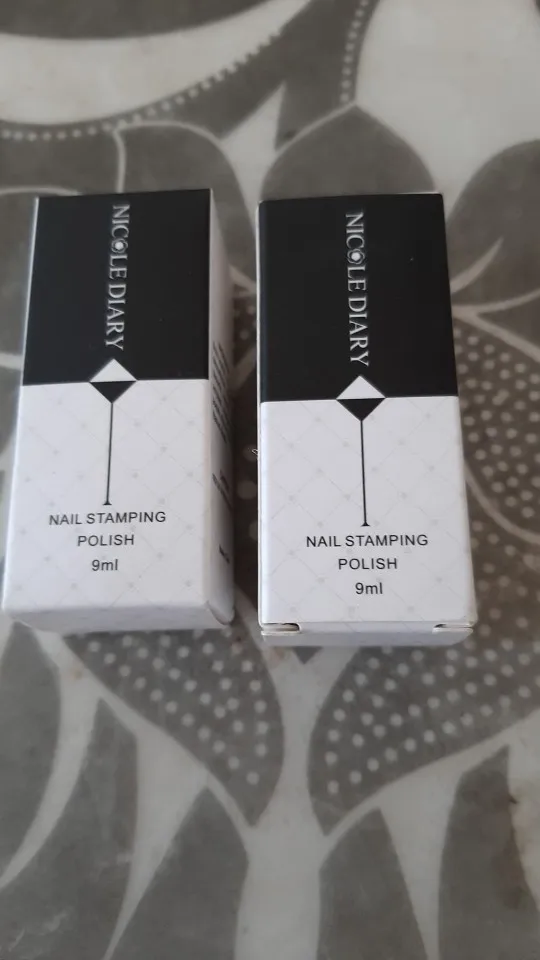 NICOLE DIARY
NAIL STAMPING
POLISH
9ml
NICOLE DIARY
NAIL STAMPING
POLISH
9ml